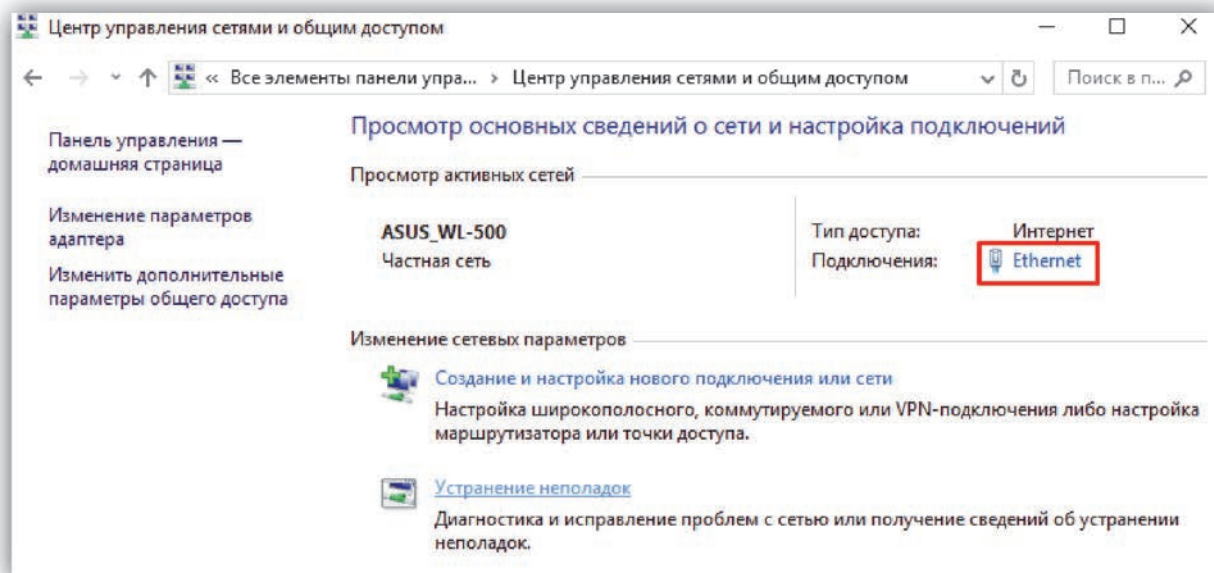 Центр управления сетями и общим доступом
« Все элементы панели упра... › Центр управления сетями и общим доступом
Поиск в п...
Панель управления —
домашняя страница
Изменение параметров
адаптера
Изменить дополнительные
параметры общего доступа
Просмотр основных сведений о сети и настройка подключений
Просмотр активных сетей
ASUS_WL-500
Частная сеть
Тип доступа: Интернет
Подключения: Ethernet
Изменение сетевых параметров
Создание и настройка нового подключения или сети
Настройка широкополосного, коммутируемого или VPN-подключения либо настройка
маршрутизатора или точки доступа.
Устранение неполадок
Диагностика и исправление проблем с сетью или получение сведений об устранении
неполадок.